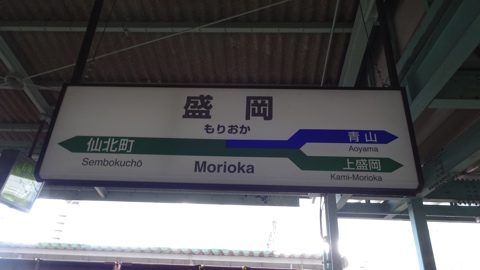 盛岡
もりおか
仙北町
Sembokuchō
Morioka
青山
Aoyama
上盛岡
Kami-Morioka